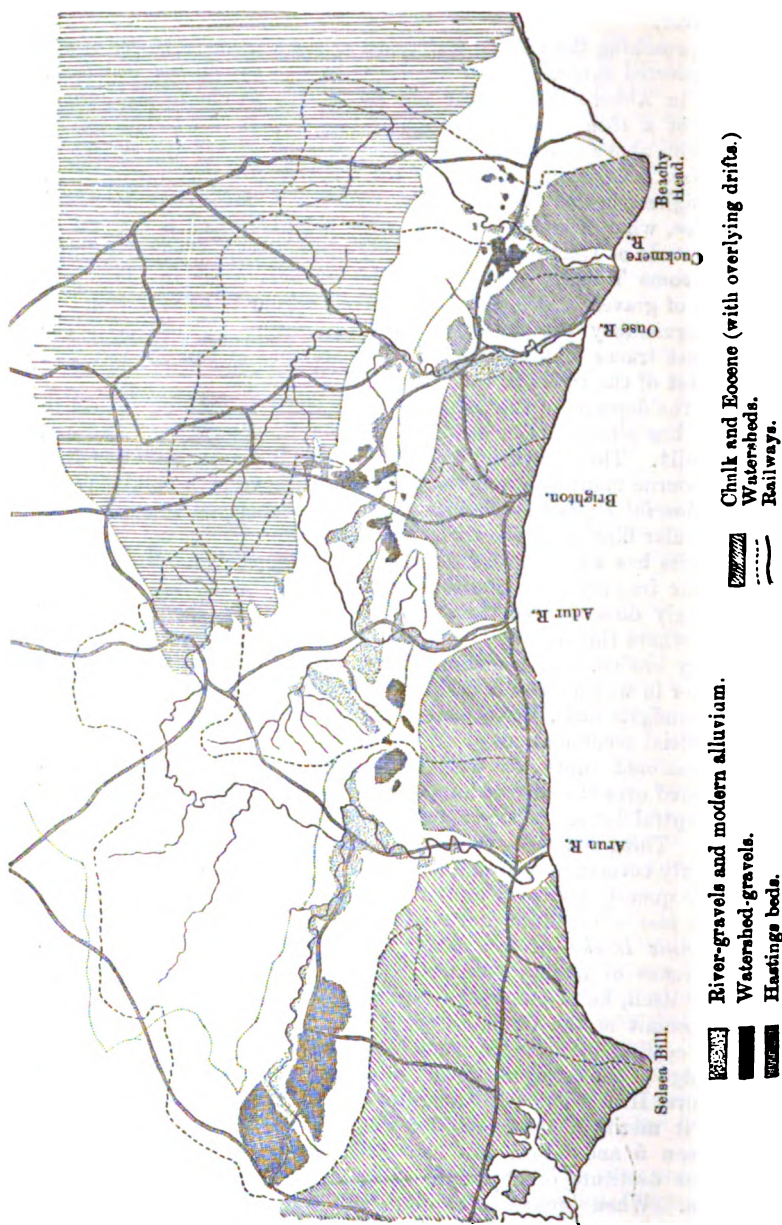 Beachy
Head.
Cuckmere
R.
Ouse R.
Brighton.
Adur R.
Arun R.
Selsea Bill.
River-gravels and modern alluvium.
Watershed-gravels.
Hastings beds.
Chalk and Eocene (with overlying drifts.)
Watersheds.
Railways.